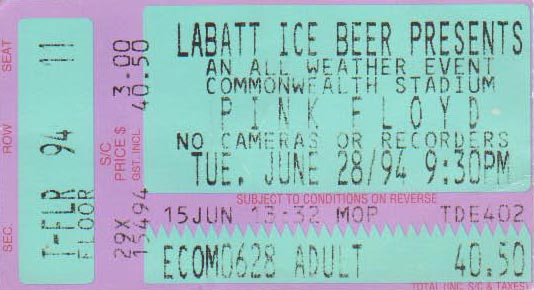 SEAT
11
ROW
94
SEC.
T-FLR
FLOOR
S/C 3.00
PRICE $ 40.50
GST. INCL.
29X
15494
LABATT ICE BEER PRESENTS
AN ALL WEATHER EVENT
COMMONWEALTH STADIUM
PINK FLOYD
NO CAMERAS OR RECORDERS
TUE. JUNE 28/94 9:30PM
SUBJECT TO CONDITIONS ON REVERSE
15JUN 13-32 MOP TDE402
ECOM0628 ADULT 40.50
TOTAL (INC. S/C & TAXES)